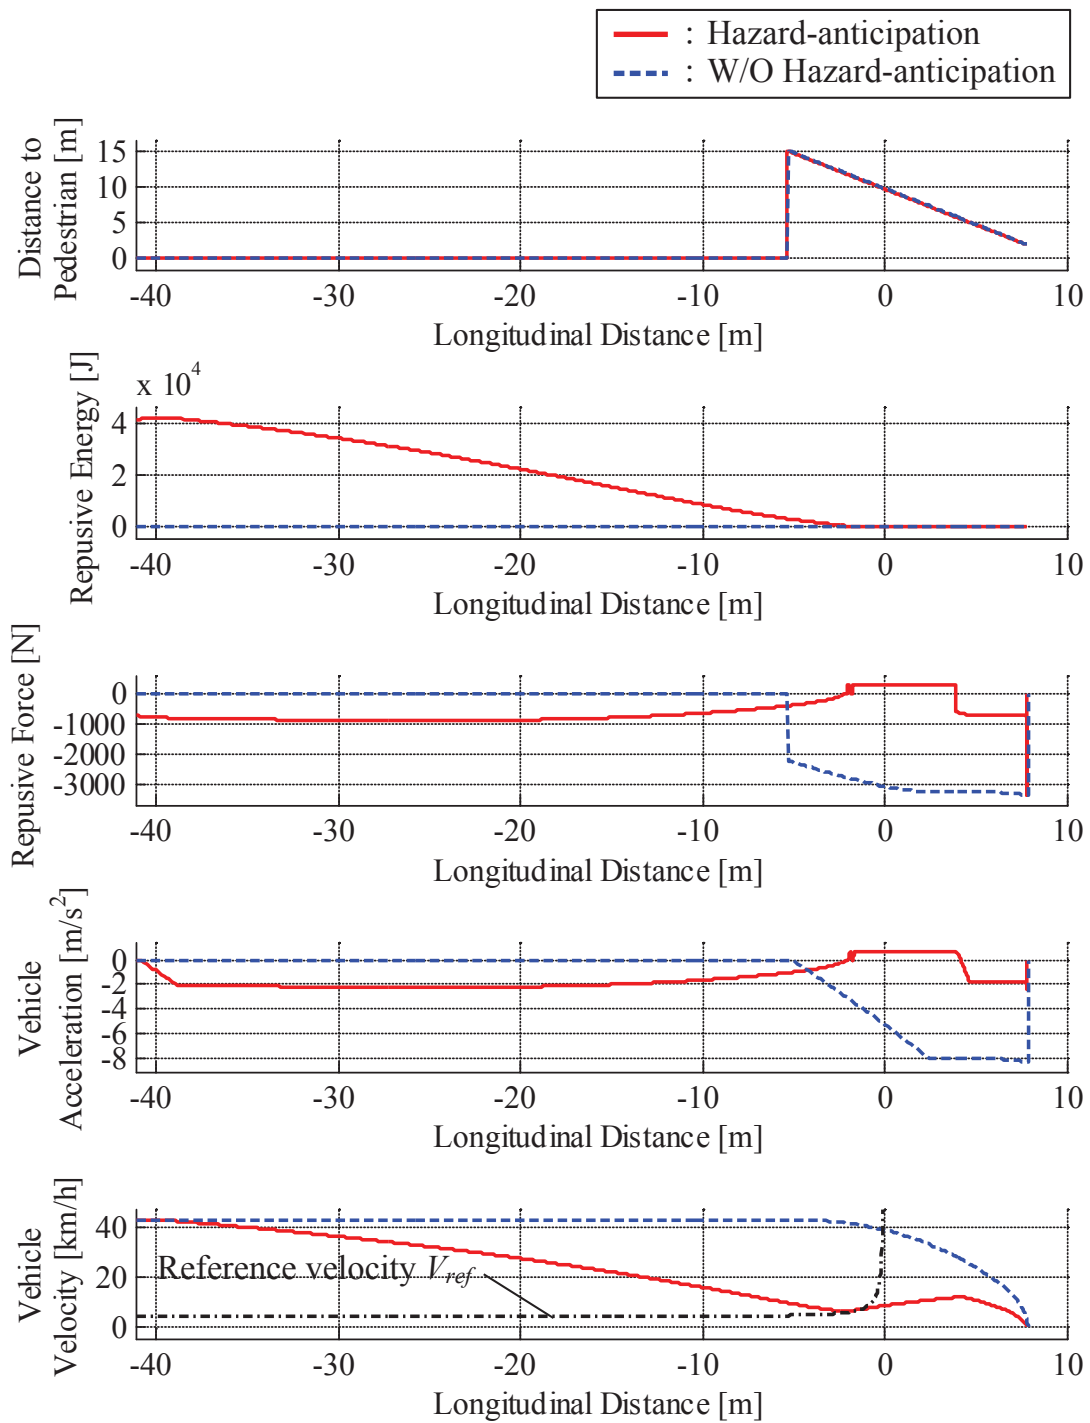 : Hazard-anticipation
: W/O Hazard-anticipation
Distance to
Pedestrian [m]
15
10
5
0
-40 -30 -20 -10 0 10
Longitudinal Distance [m]
Repusive Energy [J]
x 10^4
4
2
0
-40 -30 -20 -10 0 10
Longitudinal Distance [m]
Repusive Force [N]
0
-1000
-2000
-3000
-40 -30 -20 -10 0 10
Longitudinal Distance [m]
Vehicle
Acceleration [m/s²]
0
-2
-4
-6
-8
-40 -30 -20 -10 0 10
Longitudinal Distance [m]
Vehicle
Velocity [km/h]
40
20
0
Reference velocity V_ref
-40 -30 -20 -10 0 10
Longitudinal Distance [m]